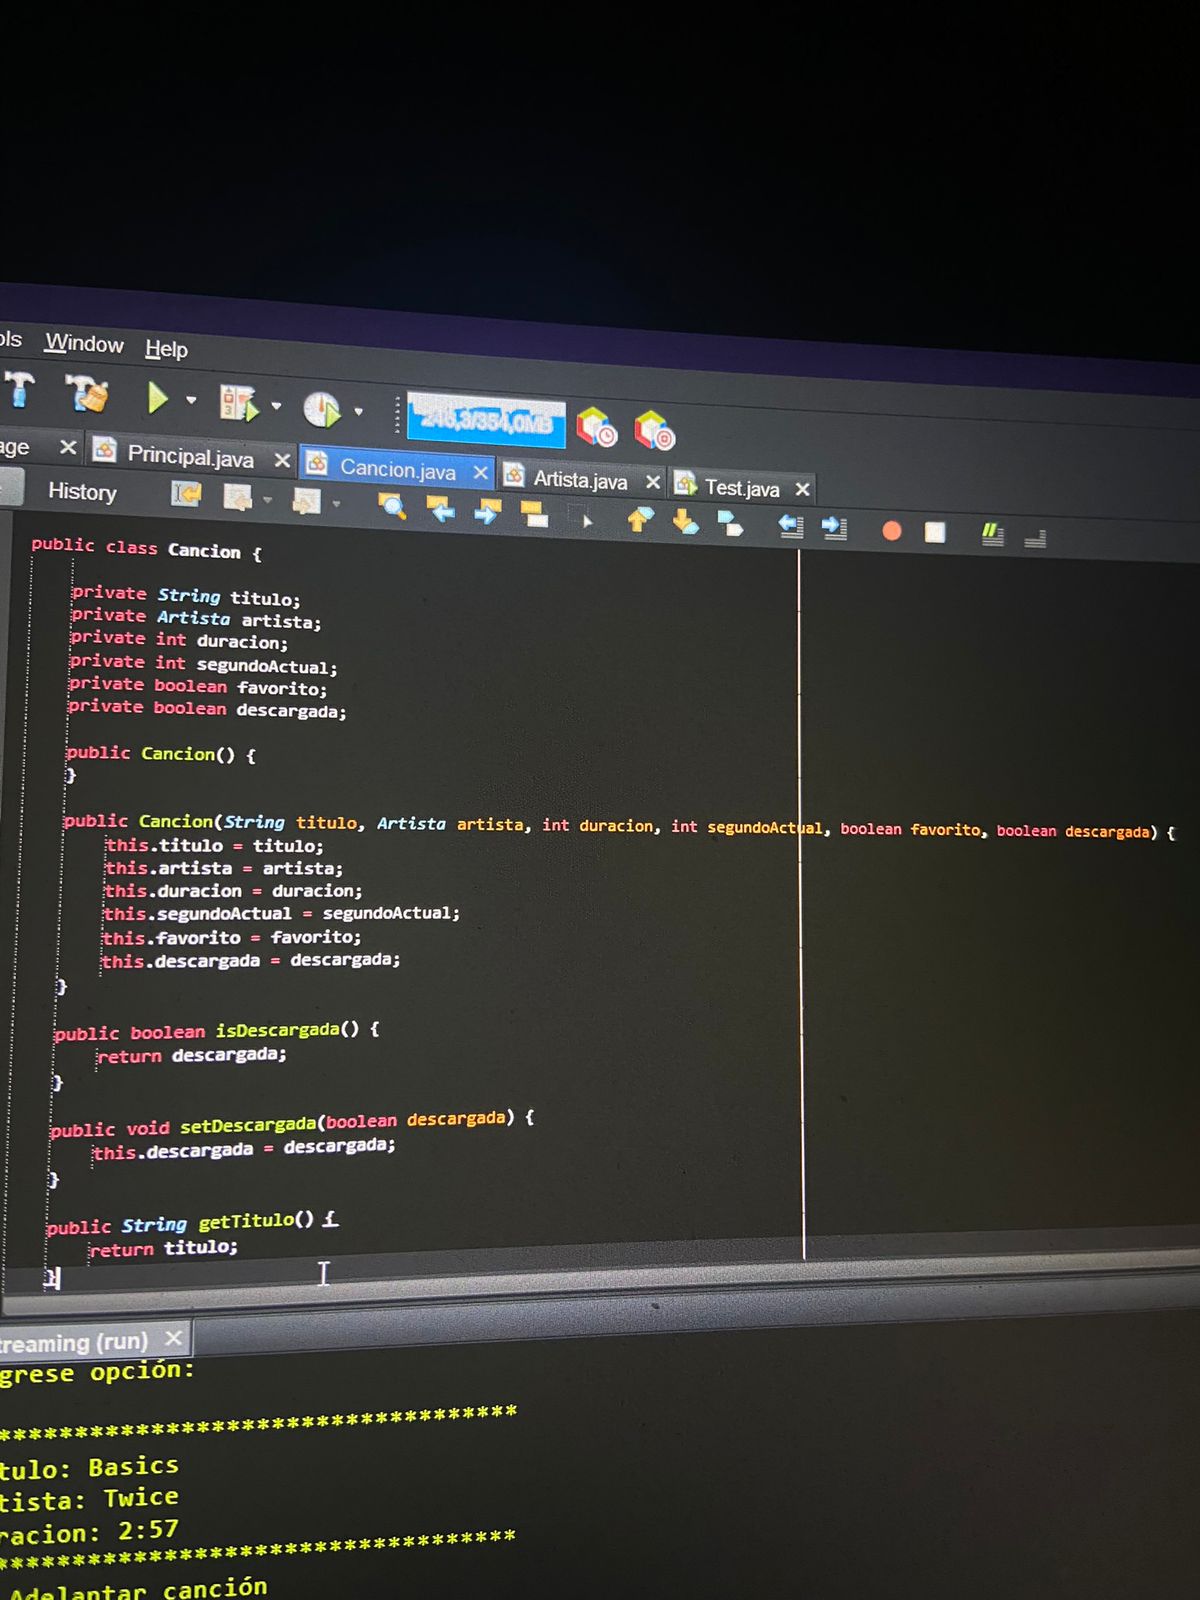 Window Help
246,3/354,0MB
Principal.java Cancion.java Artista.java Test.java
History
public class Cancion {
private String titulo;
private Artista artista;
private int duracion;
private int segundoActual;
private boolean favorito;
private boolean descargada;
public Cancion() {
}
public Cancion(String titulo, Artista artista, int duracion, int segundoActual, boolean favorito, boolean descargada) {
this.titulo = titulo;
this.artista = artista;
this.duracion = duracion;
this.segundoActual = segundoActual;
this.favorito = favorito;
this.descargada = descargada;
}
public boolean isDescargada() {
return descargada;
}
public void setDescargada(boolean descargada) {
this.descargada = descargada;
}
public String getTitulo() {
return titulo;
}
treaming (run)
grese opción:
***********************************
tulo: Basics
tista: Twice
racion: 2:57
***********************************
Adelantar canción